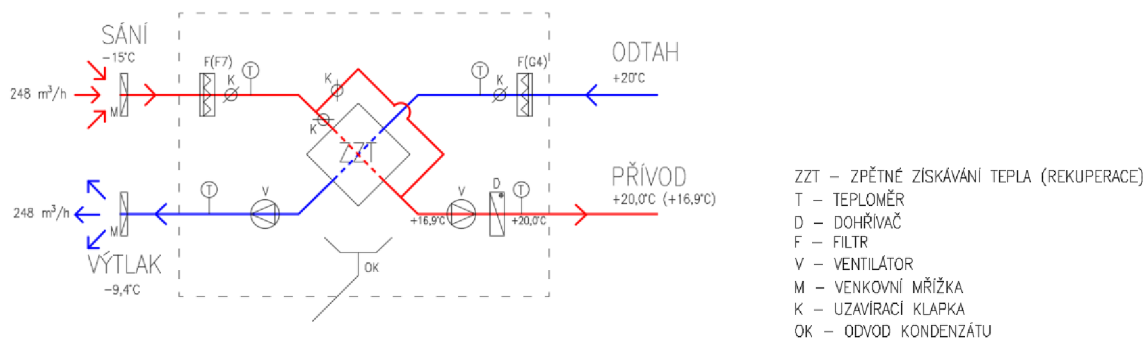 SÁNÍ
-15°C
F(F7)
T
K
K
T
F(G4)
K
ODTAH
+20°C
248 m³/h
M
K
ZZT
PŘÍVOD
+20,0°C (+16,9°C)
T
V
V
D
T
+16,9°C
+20,0°C
248 m³/h
M
VÝTLAK
-9,4°C
OK
ZZT – ZPĚTNÉ ZÍSKÁVÁNÍ TEPLA (REKUPERACE)
T – TEPLOMĚR
D – DOHŘÍVAČ
F – FILTR
V – VENTILÁTOR
M – VENKOVNÍ MŘÍŽKA
K – UZAVÍRACÍ KLAPKA
OK – ODVOD KONDENZÁTU